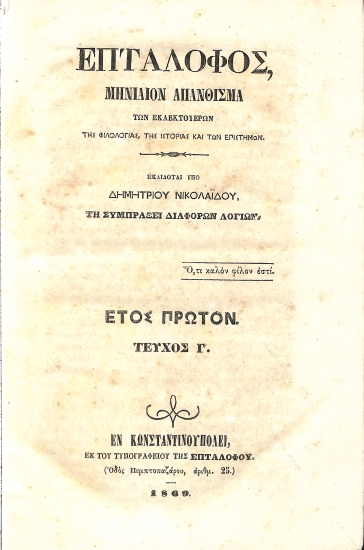 ΕΠΤΑΛΟΦΟΣ,
ΜΗΝΙΑΙΟΝ ΑΠΑΝΘΙΣΜΑ
ΤΩΝ ΕΚΛΕΚΤΟΤΕΡΩΝ
ΤΗΣ ΦΙΛΟΛΟΓΙΑΣ, ΤΗΣ ΙΣΤΟΡΙΑΣ ΚΑΙ ΤΩΝ ΕΠΙΣΤΗΜΩΝ.
ΕΚΔΙΔΟΤΑΙ ΥΠΟ
ΔΗΜΗΤΡΙΟΥ ΝΙΚΟΛΑΪΔΟΥ,
ΤΗ ΣΥΜΠΡΑΞΕΙ ΔΙΑΦΟΡΩΝ ΛΟΓΙΩΝ.
Ὅ,τι καλὸν φίλον ἐστί.
ΕΤΟΣ ΠΡΩΤΟΝ.
ΤΕΥΧΟΣ Γ'.
ΕΝ ΚΩΝΣΤΑΝΤΙΝΟΥΠΟΛΕΙ,
ΕΚ ΤΟΥ ΤΥΠΟΓΡΑΦΕΙΟΥ ΤΗΣ ΕΠΤΑΛΟΦΟΥ.
(Ὁδὸς Πεμπτοπαζάρου, ἀριθμ. 25.)
1869.